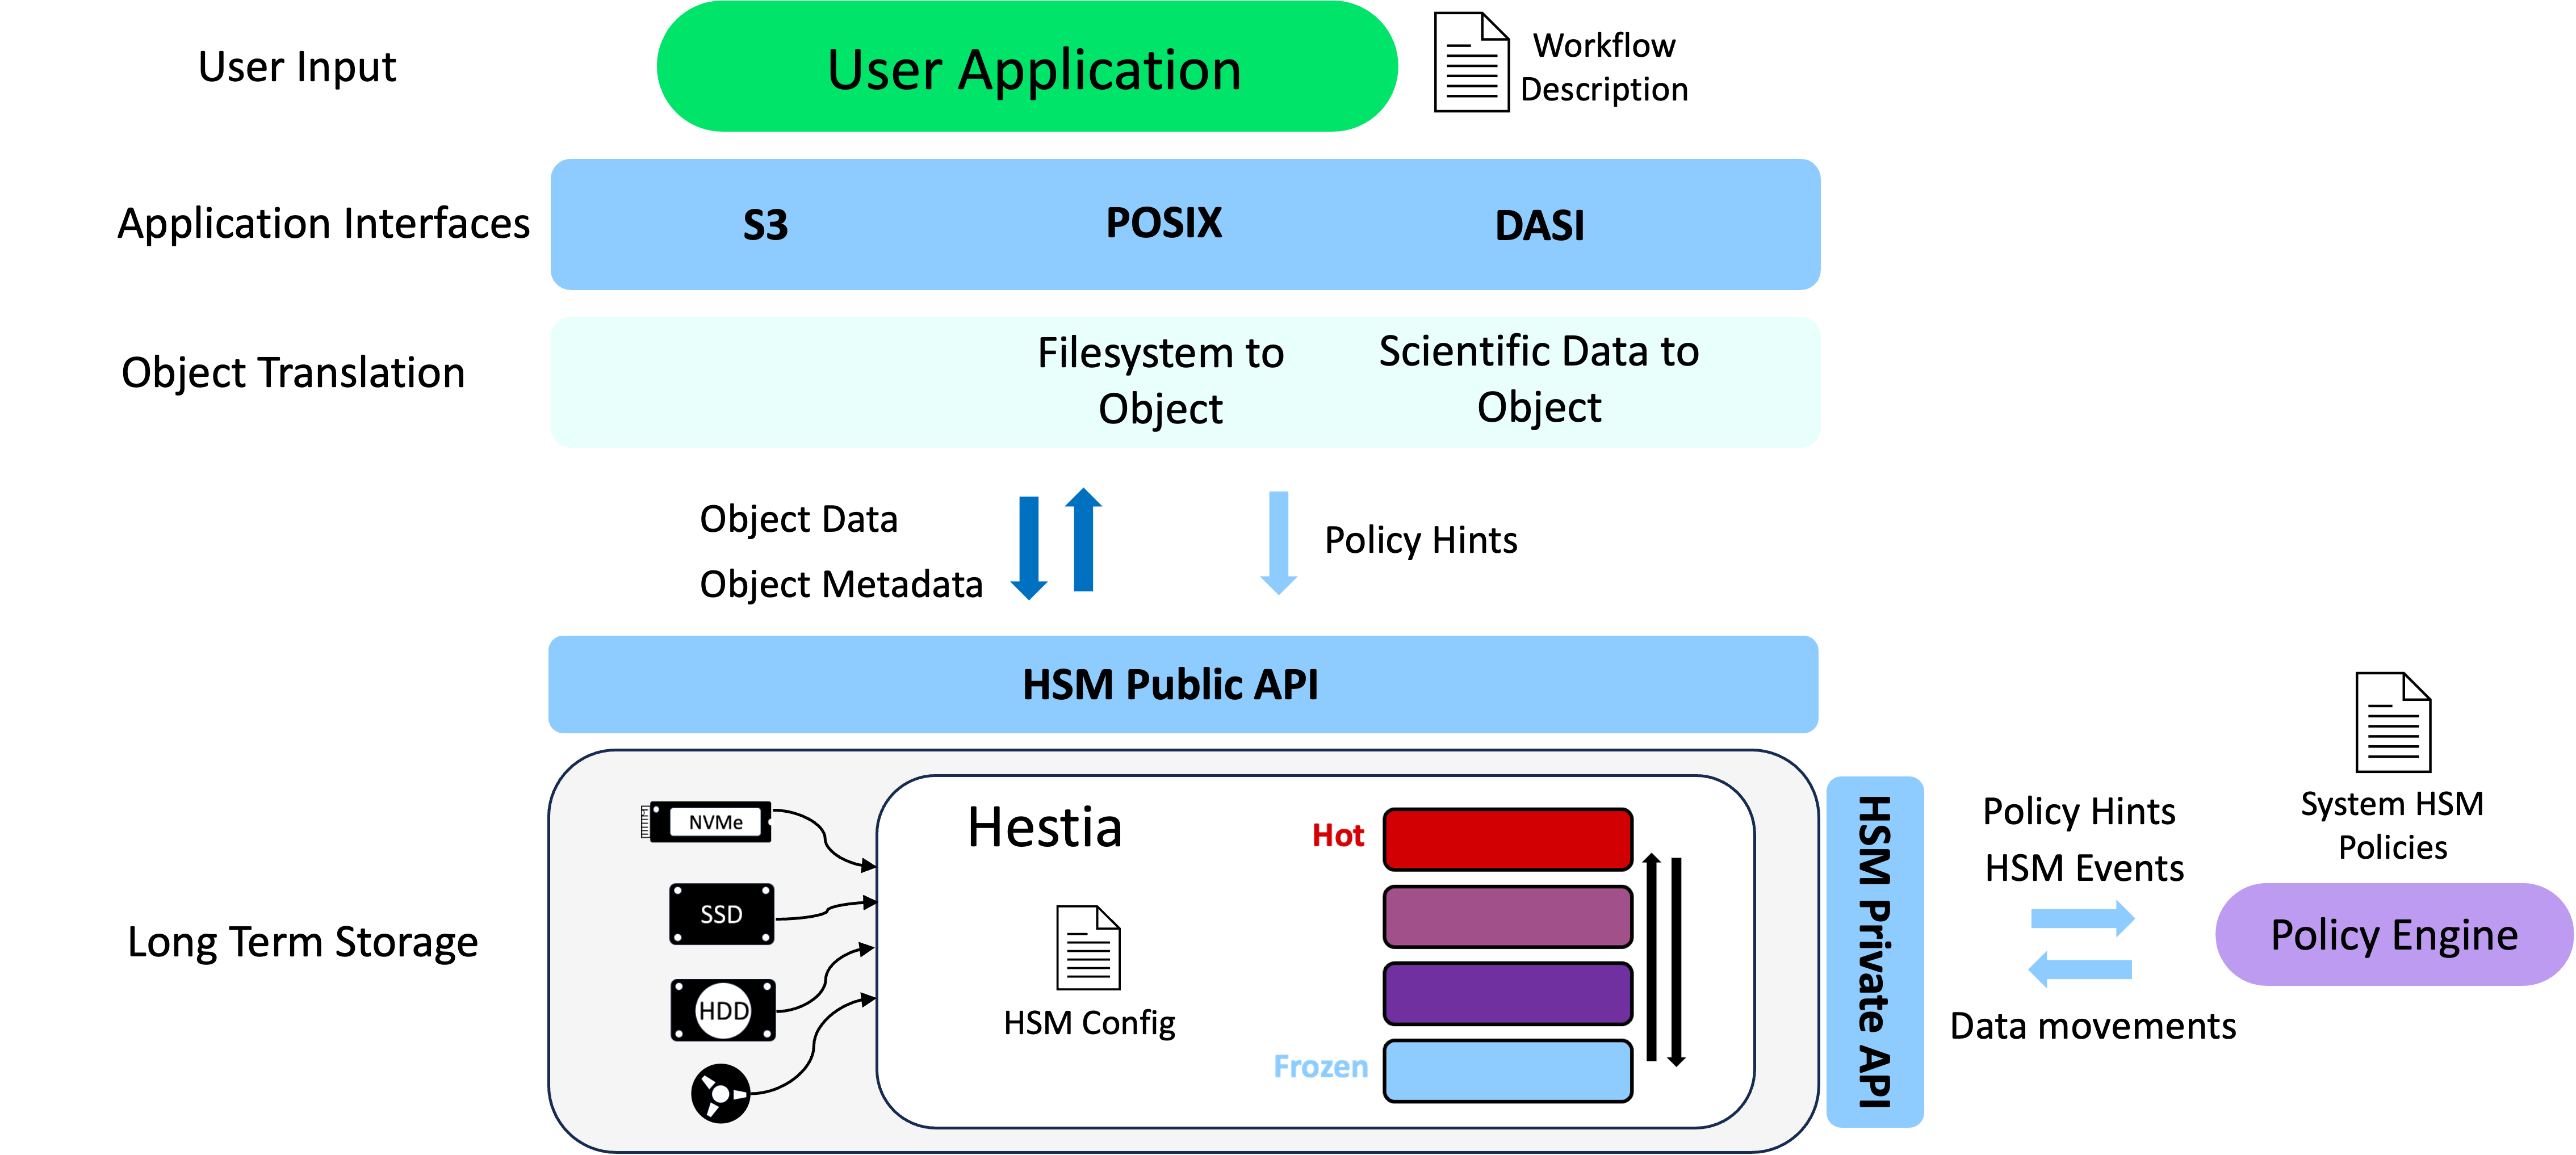 User Input
User Application
Workflow
Description
Application Interfaces
S3
POSIX
DASI
Object Translation
Filesystem to
Object
Scientific Data to
Object
Object Data
Object Metadata
Policy Hints
HSM Public API
Long Term Storage
NVMe
SSD
HDD
Hestia
HSM Config
Hot
Frozen
HSM Private API
Policy Hints
HSM Events
Data movements
System HSM
Policies
Policy Engine